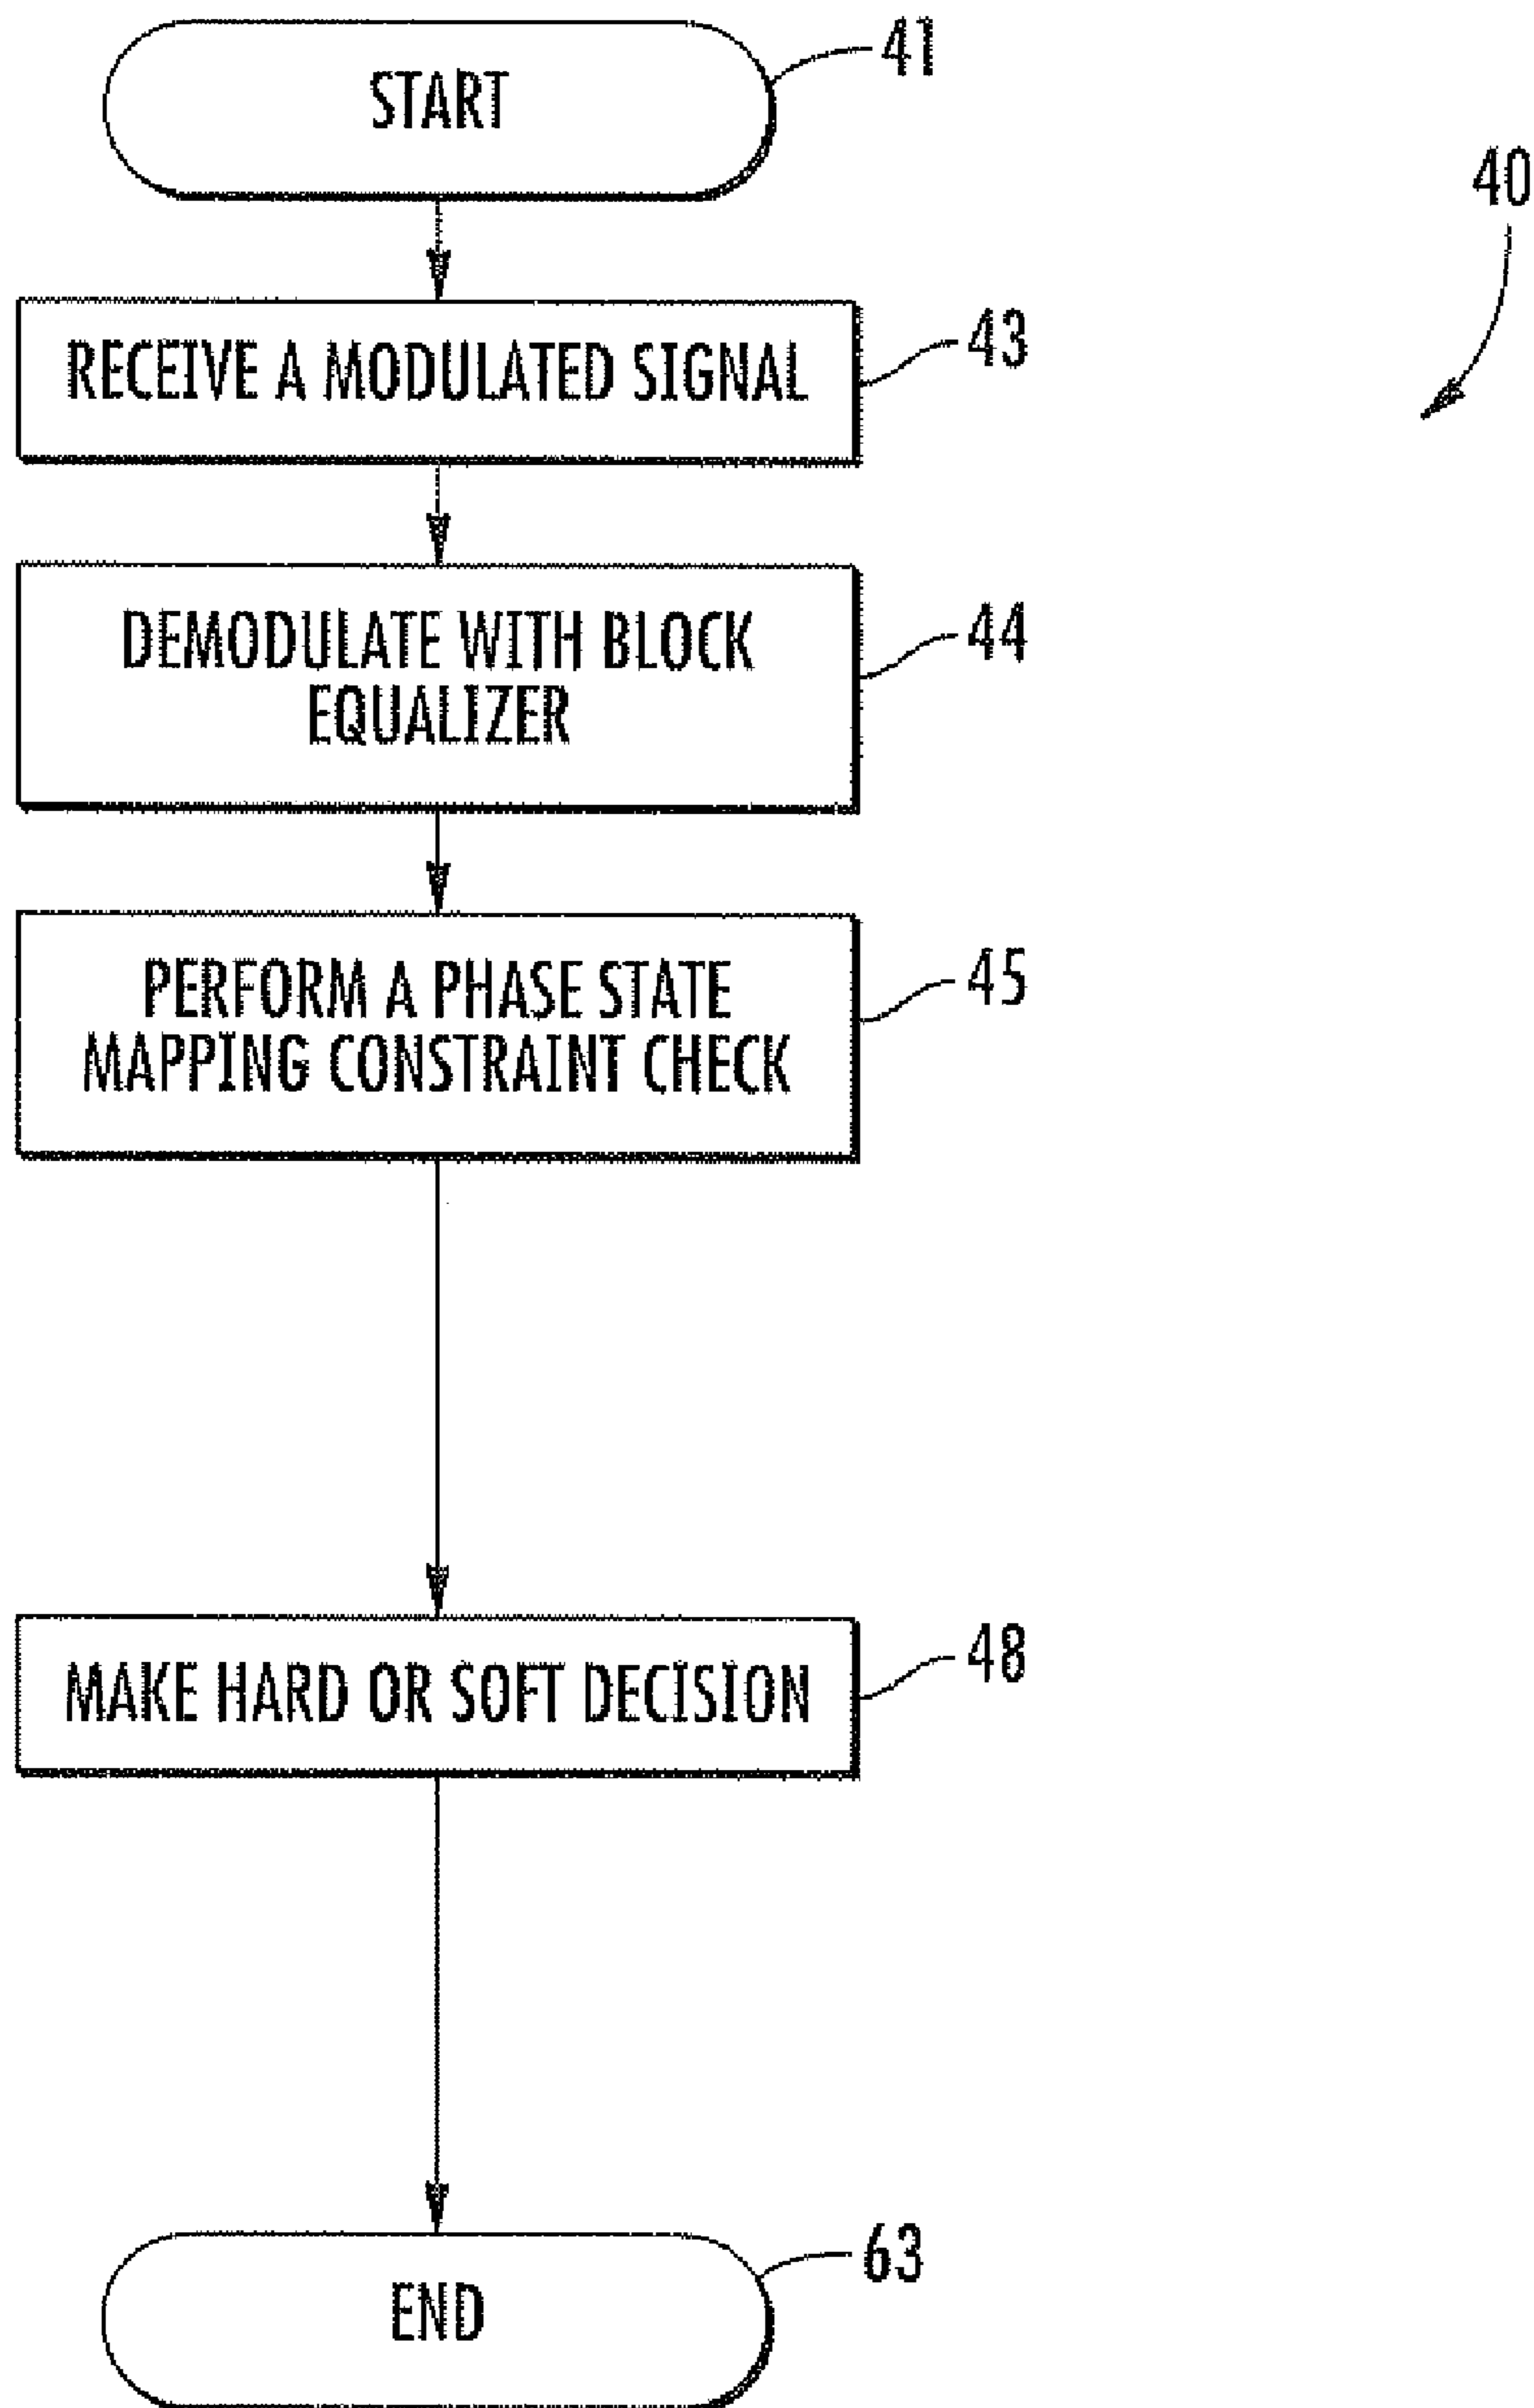 START
41
40
RECEIVE A MODULATED SIGNAL
43
DEMODULATE WITH BLOCK
EQUALIZER
44
PERFORM A PHASE STATE
MAPPING CONSTRAINT CHECK
45
MAKE HARD OR SOFT DECISION
48
END
63